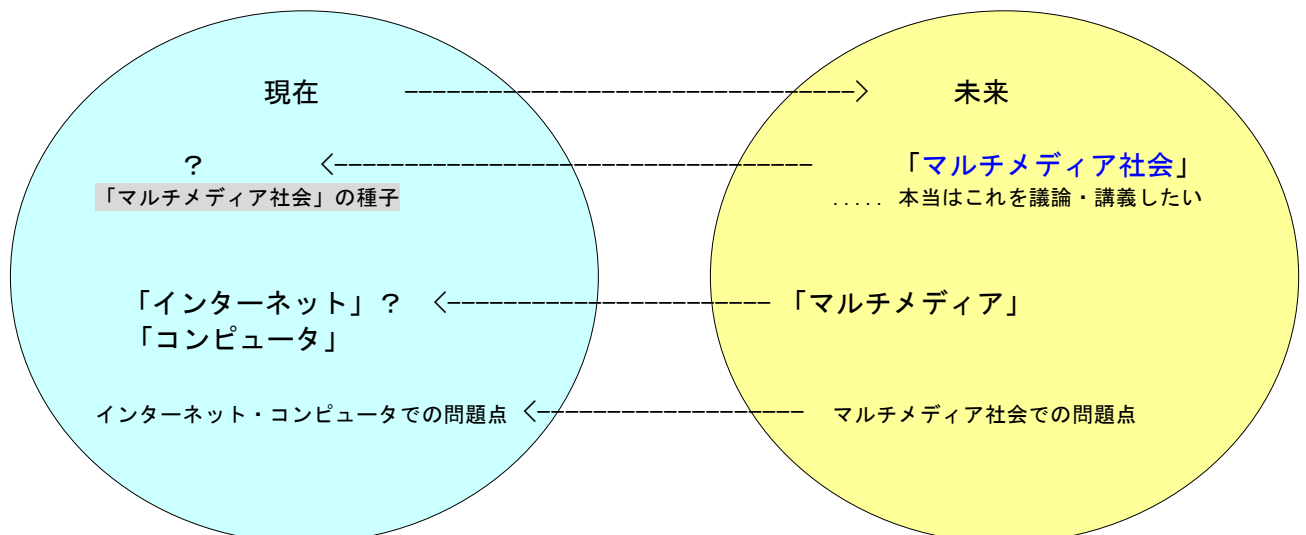 現在 ----------------------------------> 未来
？ <---------------------------------- 「マルチメディア社会」
「マルチメディア社会」の種子 ..... 本当はこれを議論・講義したい
「インターネット」？ <----------------------- 「マルチメディア」
「コンピュータ」
インターネット・コンピュータでの問題点 <------------------- マルチメディア社会での問題点